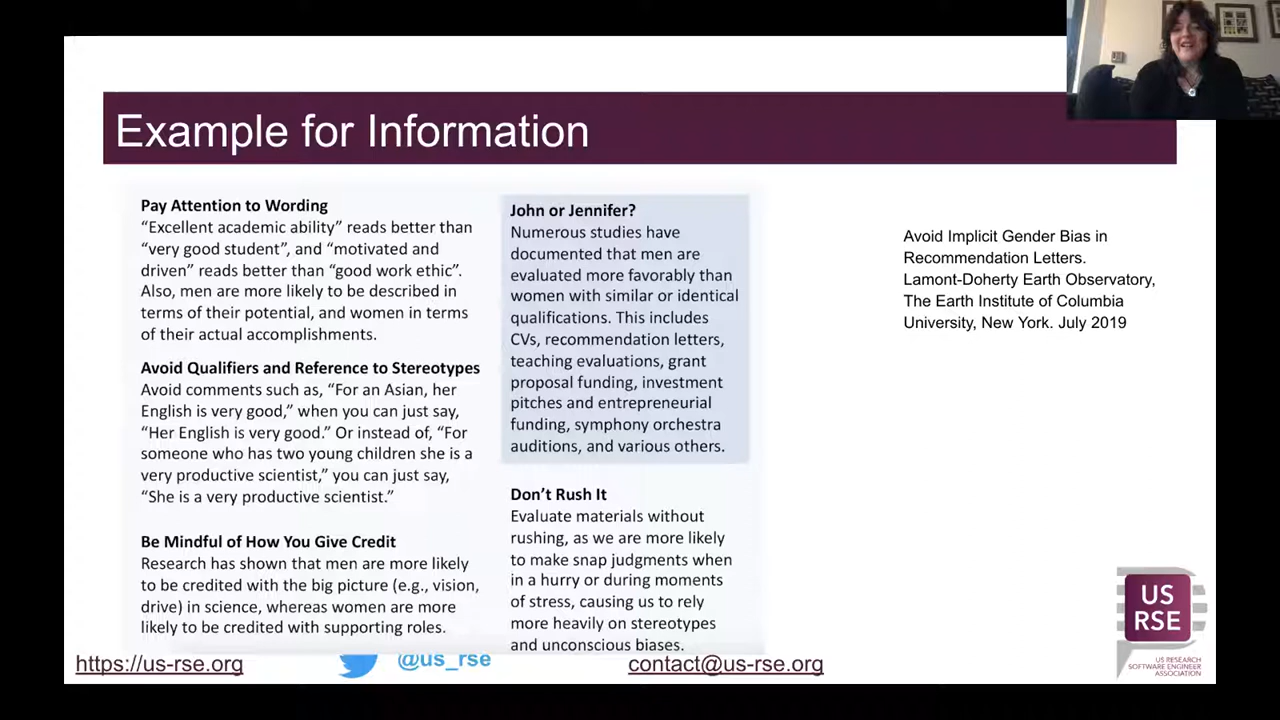 Example for Information
Pay Attention to Wording
“Excellent academic ability” reads better than
“very good student”, and “motivated and
driven” reads better than “good work ethic”.
Also, men are more likely to be described in
terms of their potential, and women in terms
of their actual accomplishments.
Avoid Qualifiers and Reference to Stereotypes
Avoid comments such as, “For an Asian, her
English is very good,” when you can just say,
“Her English is very good.” Or instead of, “For
someone who has two young children she is a
very productive scientist,” you can just say,
“She is a very productive scientist.”
Be Mindful of How You Give Credit
Research has shown that men are more likely
to be credited with the big picture (e.g., vision,
drive) in science, whereas women are more
likely to be credited with supporting roles.
John or Jennifer?
Numerous studies have
documented that men are
evaluated more favorably than
women with similar or identical
qualifications. This includes
CVs, recommendation letters,
teaching evaluations, grant
proposal funding, investment
pitches and entrepreneurial
funding, symphony orchestra
auditions, and various others.
Don’t Rush It
Evaluate materials without
rushing, as we are more likely
to make snap judgments when
in a hurry or during moments
of stress, causing us to rely
more heavily on stereotypes
and unconscious biases.
Avoid Implicit Gender Bias in
Recommendation Letters.
Lamont-Doherty Earth Observatory,
The Earth Institute of Columbia
University, New York. July 2019
https://us-rse.org
@us_rse
contact@us-rse.org
US
RSE
US RESEARCH
SOFTWARE ENGINEER
ASSOCIATION